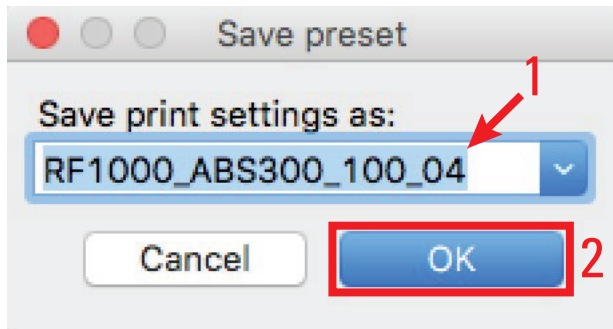 Save preset
1
Save print settings as:
RF1000_ABS300_100_04
Cancel OK 2